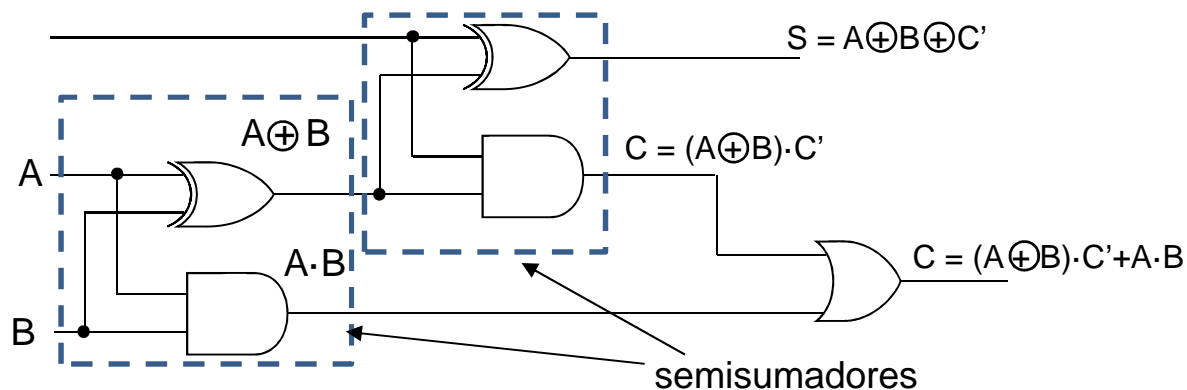 S = A⊕B⊕C’
A⊕B
C = (A⊕B)·C’
A
A·B
C = (A⊕B)·C’+A·B
B
semisumadores